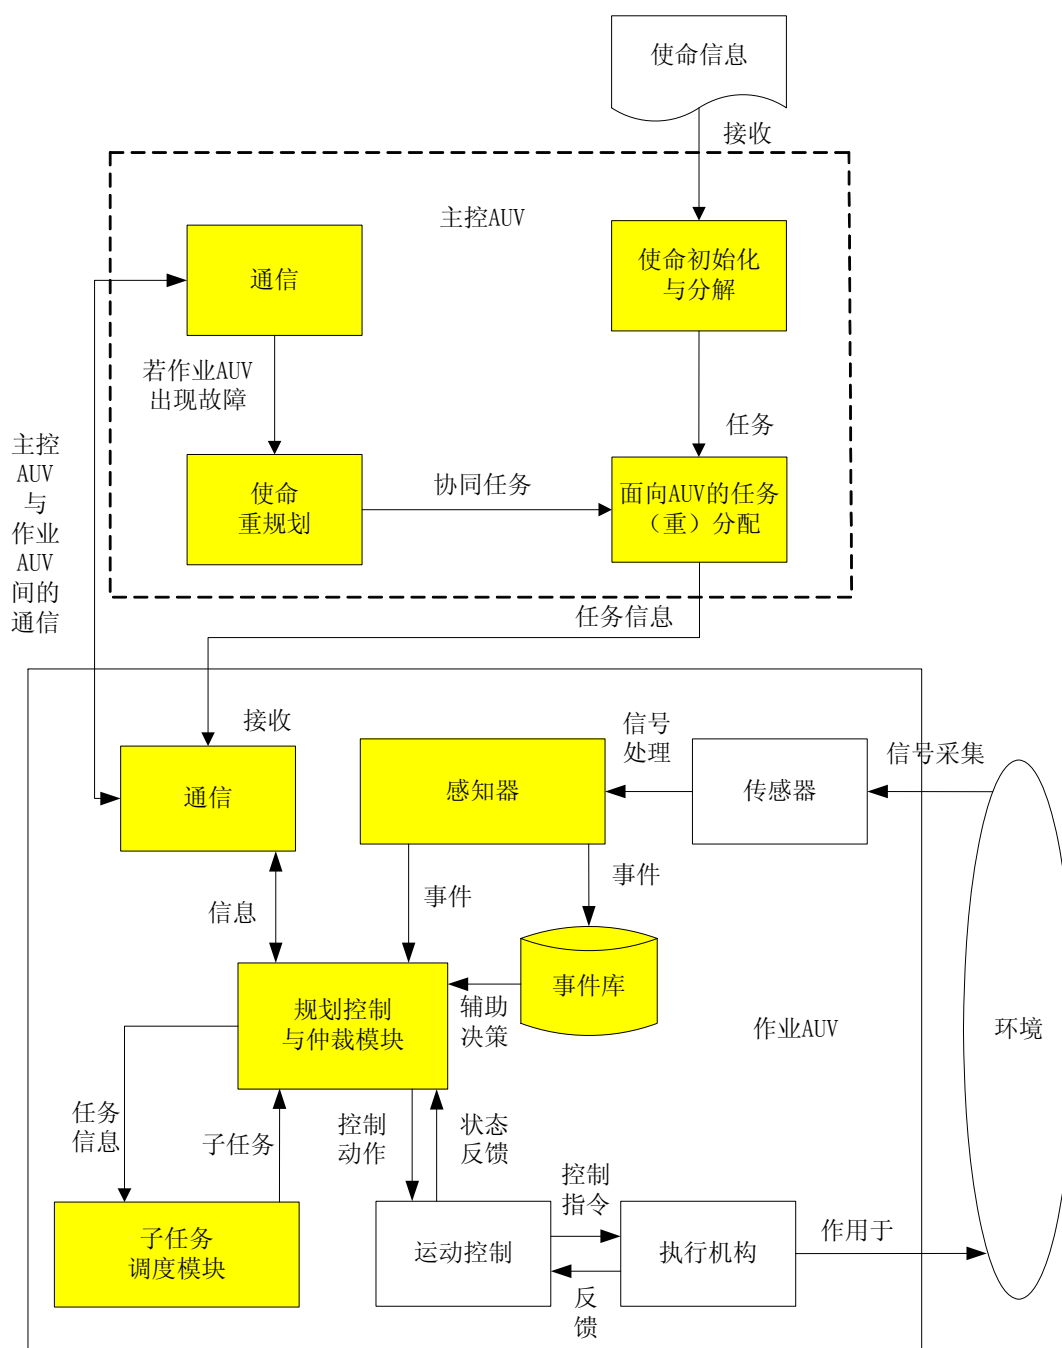 使命信息
接收
主控AUV
通信
使命初始化
与分解
若作业AUV
出现故障
任务
主控
AUV
与
作业
AUV
间的
通信
使命
重规划
协同任务
面向AUV的任务
（重）分配
任务信息
接收
通信
感知器
信号
处理
传感器
信号采集
信息
事件
事件
规划控制
与仲裁模块
辅助
决策
事件库
作业AUV
环境
任务
信息
子任务
控制
动作
状态
反馈
子任务
调度模块
运动控制
控制
指令
反
馈
执行机构
作用于